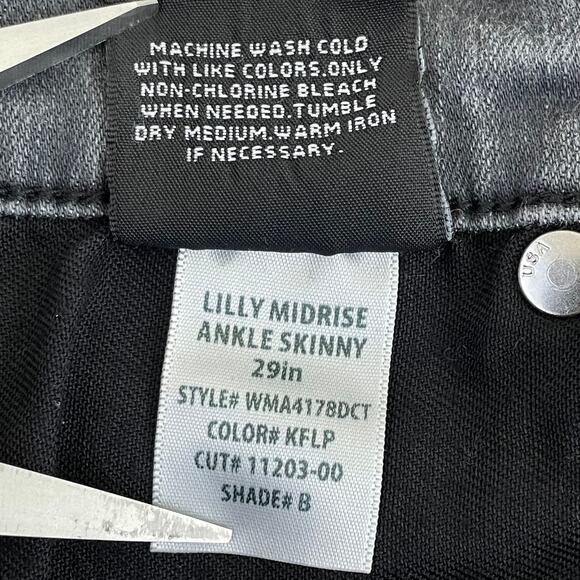 MACHINE WASH COLD
WITH LIKE COLORS.ONLY
NON-CHLORINE BLEACH
WHEN NEEDED.TUMBLE
DRY MEDIUM.WARM IRON
IF NECESSARY.
USA
LILLY MIDRISE
ANKLE SKINNY
29in
STYLE# WMA4178DCT
COLOR# KFLP
CUT# 11203-00
SHADE# B